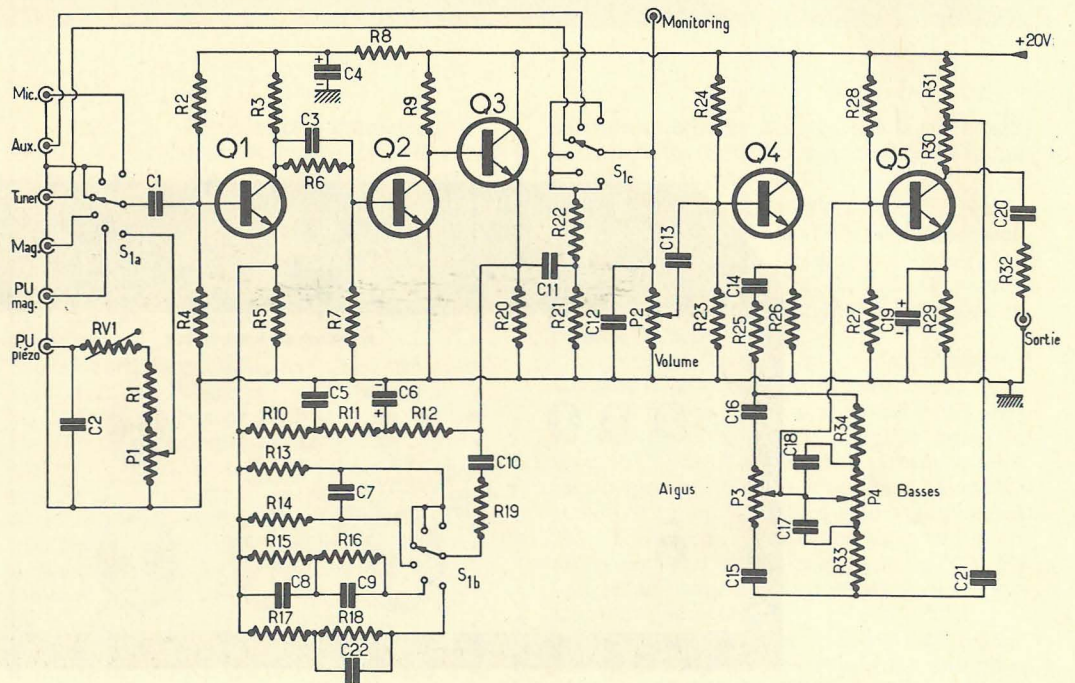 Monitoring
+20V.
R8
C4
R2
R3
R9
Q3
R24
R28
R31
R30
Mic.
Aux.
Tuner
Mag.
PU mag.
PU piézo
C3
Q1
R6
Q2
S1c
Q4
Q5
C1
S1a
R22
C13
C20
R32
C11
C14
RV1
R4
R5
R7
R20
R21
C12
P2
R23
R25
R26
R27
C19
R29
Sortie
Volume
R1
C2
P1
C5
C6
R10
R11
R12
C16
R34
R13
C10
C18
C7
R19
Aigus
P3
P4
Basses
R14
C17
R15
R16
R33
S1b
C8
C9
C15
C21
R17
R18
C22